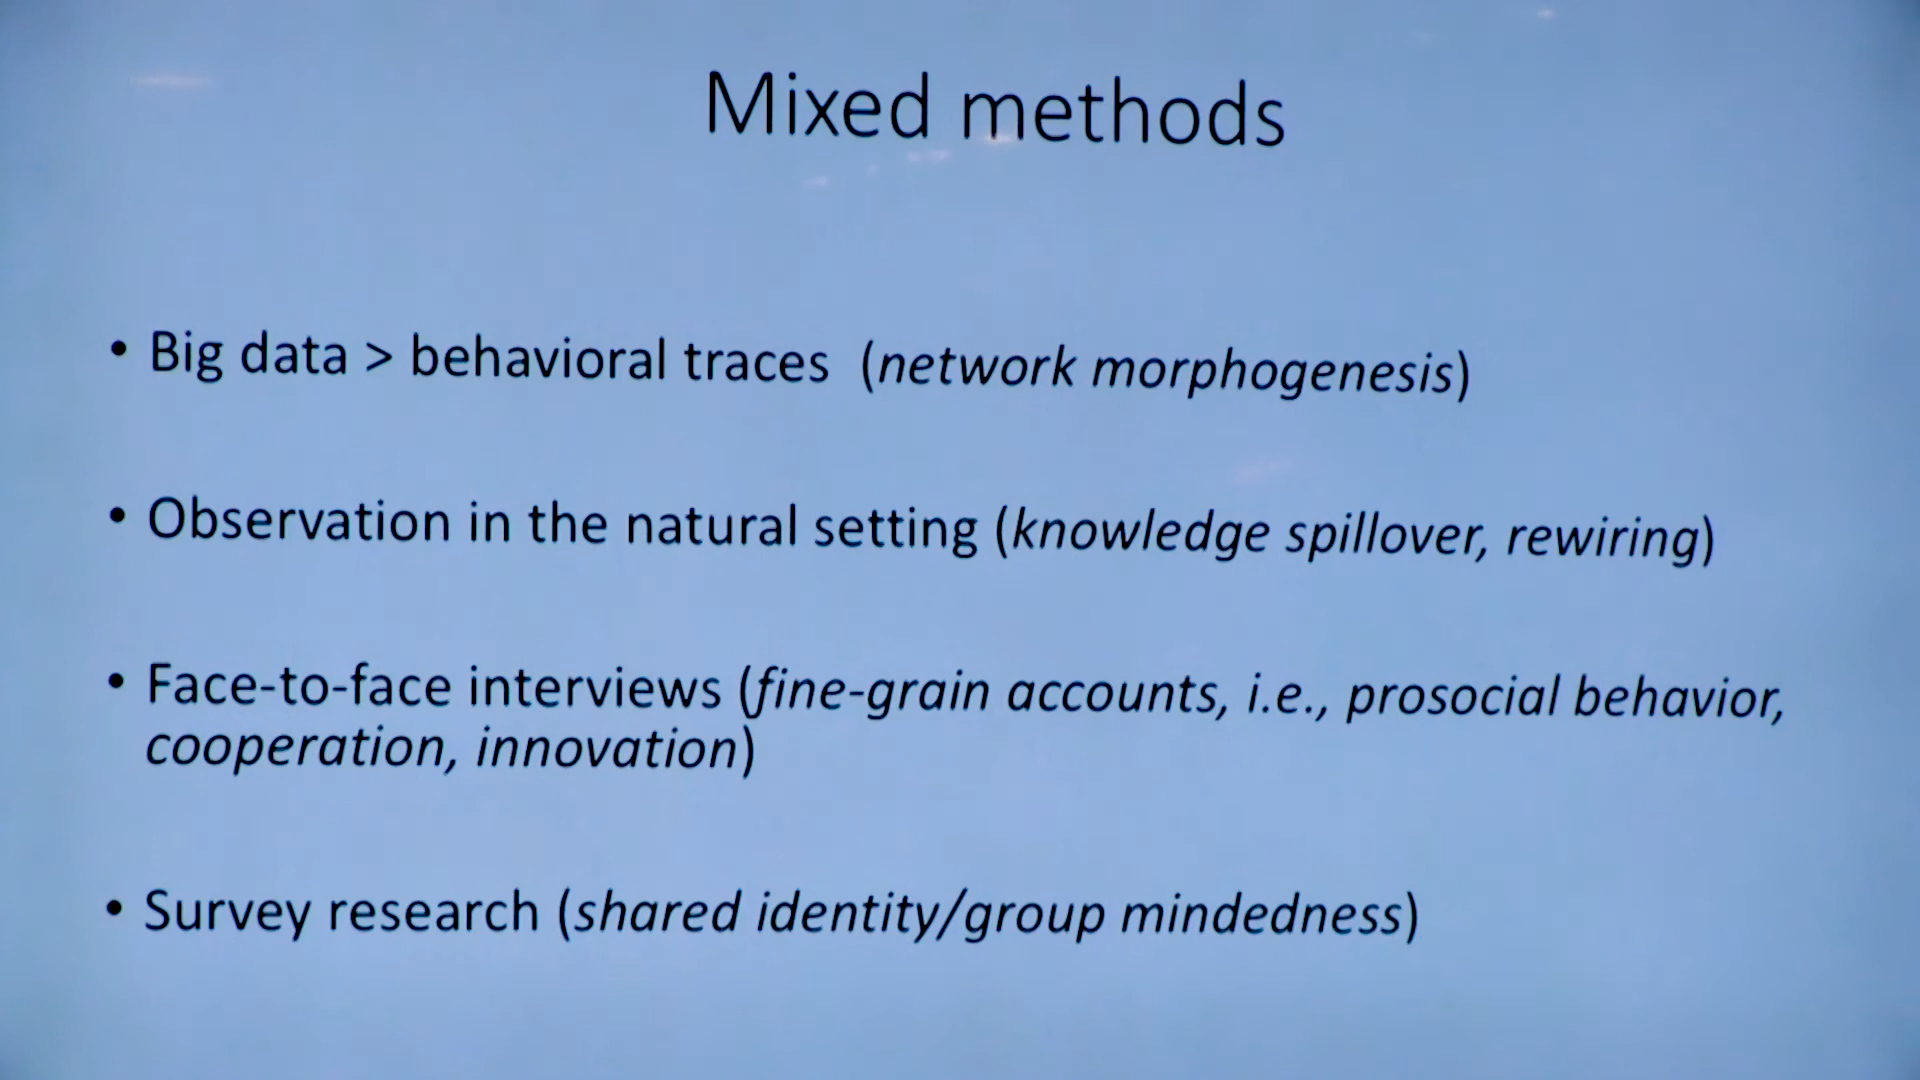 Mixed methods
• Big data > behavioral traces (network morphogenesis)
• Observation in the natural setting (knowledge spillover, rewiring)
• Face-to-face interviews (fine-grain accounts, i.e., prosocial behavior,
cooperation, innovation)
• Survey research (shared identity/group mindedness)